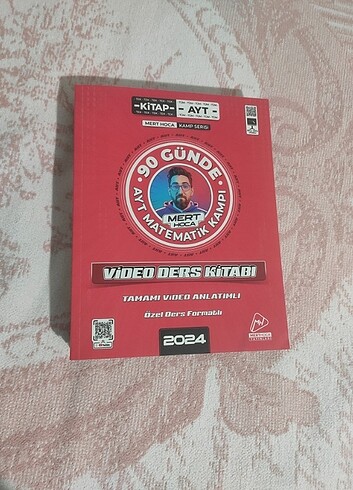 KİTAP AYT
MERT HOCA KAMP SERİSİ
90 GÜNDE
AYT MATEMATİK KAMPI
MERT
HOCA
VİDEO DERS KİTABI
TAMAMI VİDEO ANLATIMLI
Özel Ders Formatlı
2024